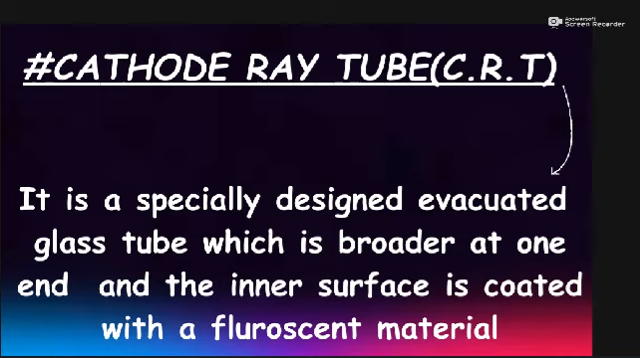 Apowersoft
Screen Recorder
#CATHODE RAY TUBE(C.R.T)
It is a specially designed evacuated
glass tube which is broader at one
end and the inner surface is coated
with a fluroscent material